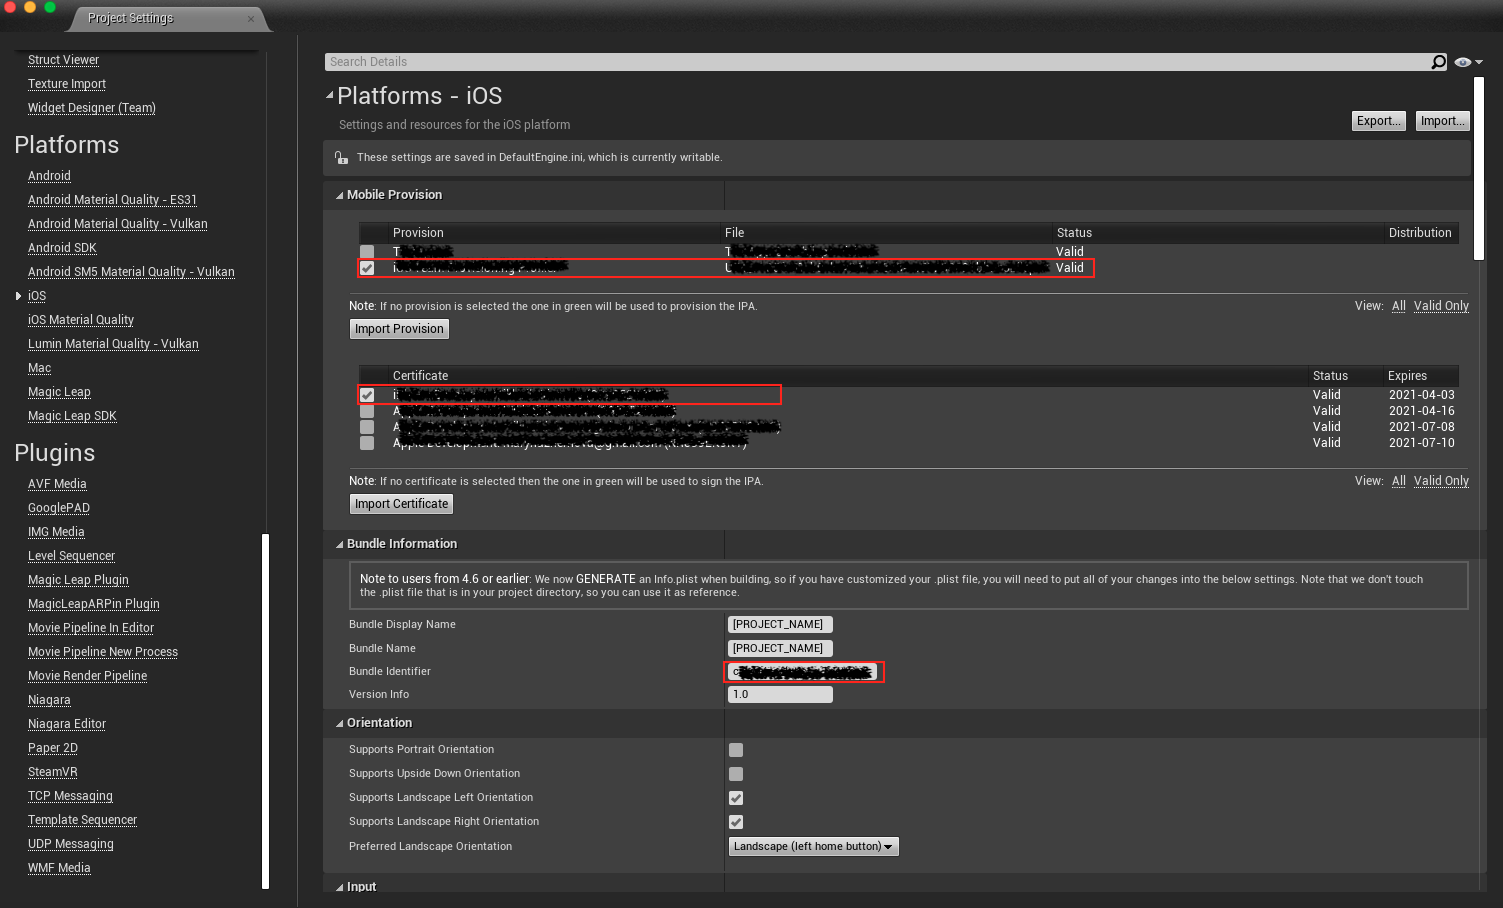 Project Settings
Struct Viewer
Texture Import
Widget Designer (Team)
Platforms
Android
Android Material Quality - ES31
Android Material Quality - Vulkan
Android SDK
Android SM5 Material Quality - Vulkan
iOS
iOS Material Quality
Lumin Material Quality - Vulkan
Mac
Magic Leap
Magic Leap SDK
Plugins
AVF Media
GooglePAD
IMG Media
Level Sequencer
Magic Leap Plugin
MagicLeapARPin Plugin
Movie Pipeline In Editor
Movie Pipeline New Process
Movie Render Pipeline
Niagara
Niagara Editor
Paper 2D
SteamVR
TCP Messaging
Template Sequencer
UDP Messaging
WMF Media
Search Details
Platforms - iOS
Settings and resources for the iOS platform
Export... Import...
These settings are saved in DefaultEngine.ini, which is currently writable.
Mobile Provision
Provision File Status Distribution
Valid
Valid
Note: If no provision is selected the one in green will be used to provision the IPA. View: All Valid Only
Import Provision
Certificate Status Expires
Valid 2021-04-03
Valid 2021-04-16
Valid 2021-07-08
Valid 2021-07-10
Note: If no certificate is selected then the one in green will be used to sign the IPA. View: All Valid Only
Import Certificate
Bundle Information
Note to users from 4.6 or earlier: We now GENERATE an Info.plist when building, so if you have customized your .plist file, you will need to put all of your changes into the below settings. Note that we don't touch
the .plist file that is in your project directory, so you can use it as reference.
Bundle Display Name [PROJECT_NAME]
Bundle Name [PROJECT_NAME]
Bundle Identifier
Version Info 1.0
Orientation
Supports Portrait Orientation
Supports Upside Down Orientation
Supports Landscape Left Orientation
Supports Landscape Right Orientation
Preferred Landscape Orientation Landscape (left home button)
Input